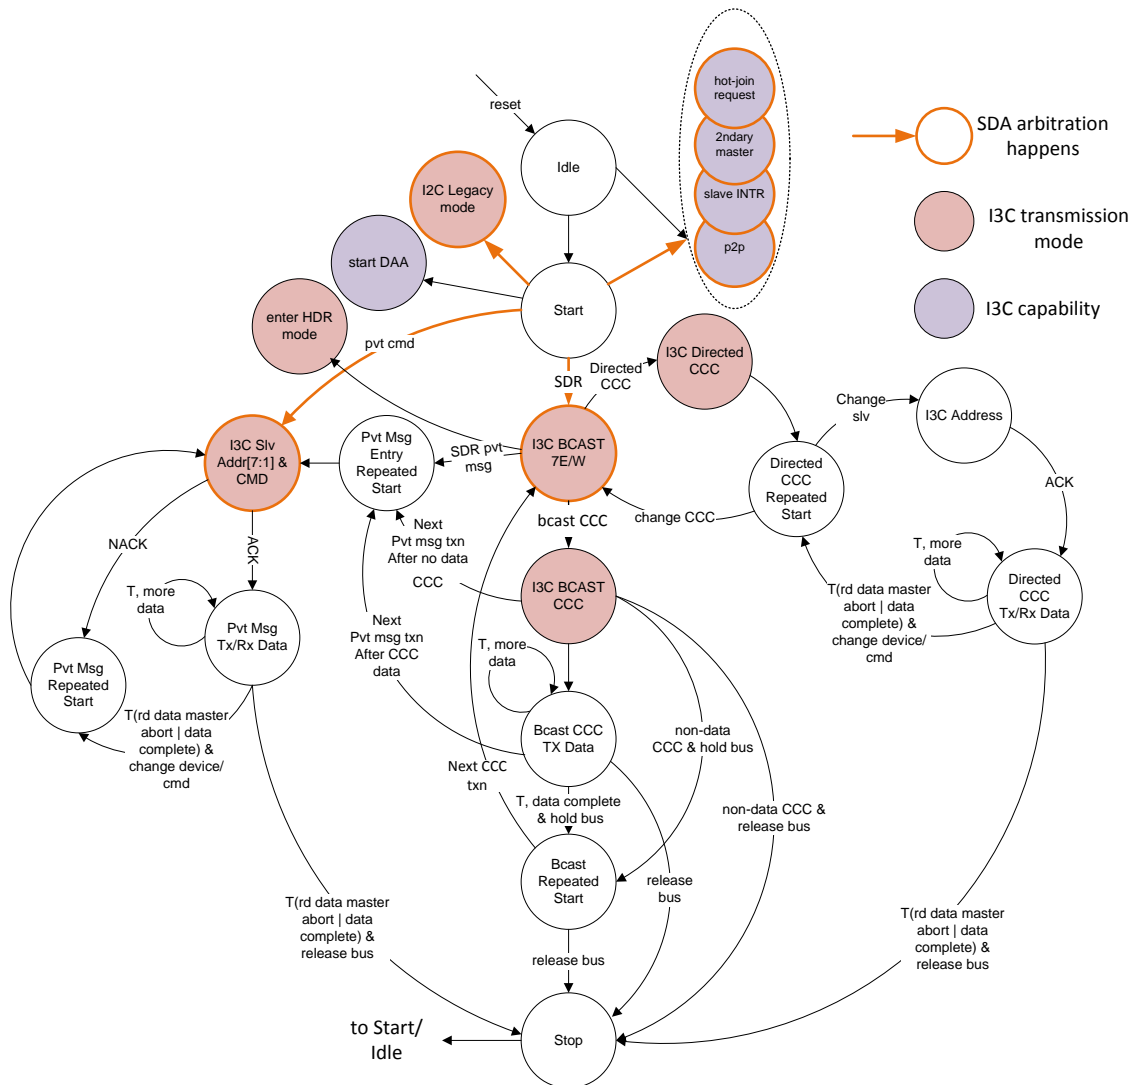 hot-join
request
2ndary
master
slave INTR
p2p
reset
Idle
SDA arbitration
happens
I2C Legacy
mode
I3C transmission
mode
start DAA
I3C capability
Start
enter HDR
mode
pvt cmd
SDR
Directed
CCC
I3C Directed
CCC
Change
slv
I3C Address
I3C Slv
Addr[7:1] &
CMD
Pvt Msg
Entry
Repeated
Start
SDR pvt
msg
I3C BCAST
7E/W
Directed
CCC
Repeated
Start
ACK
change CCC
bcast CCC
Next
Pvt msg txn
After no data
CCC
NACK
ACK
T, more
data
Pvt Msg
Tx/Rx Data
I3C BCAST
CCC
T, more
data
Directed
CCC
Tx/Rx Data
T(rd data master
abort | data
complete) &
change device/
cmd
Next
Pvt msg txn
After CCC
data
T, more
data
Pvt Msg
Repeated
Start
T(rd data master
abort | data
complete) &
change device/
cmd
Bcast CCC
TX Data
non-data
CCC & hold bus
Next CCC
txn
T, data complete
& hold bus
non-data CCC &
release bus
Bcast
Repeated
Start
release
bus
T(rd data master
abort | data
complete) &
release bus
T(rd data master
abort | data
complete) &
release bus
release bus
to Start/
Idle
Stop